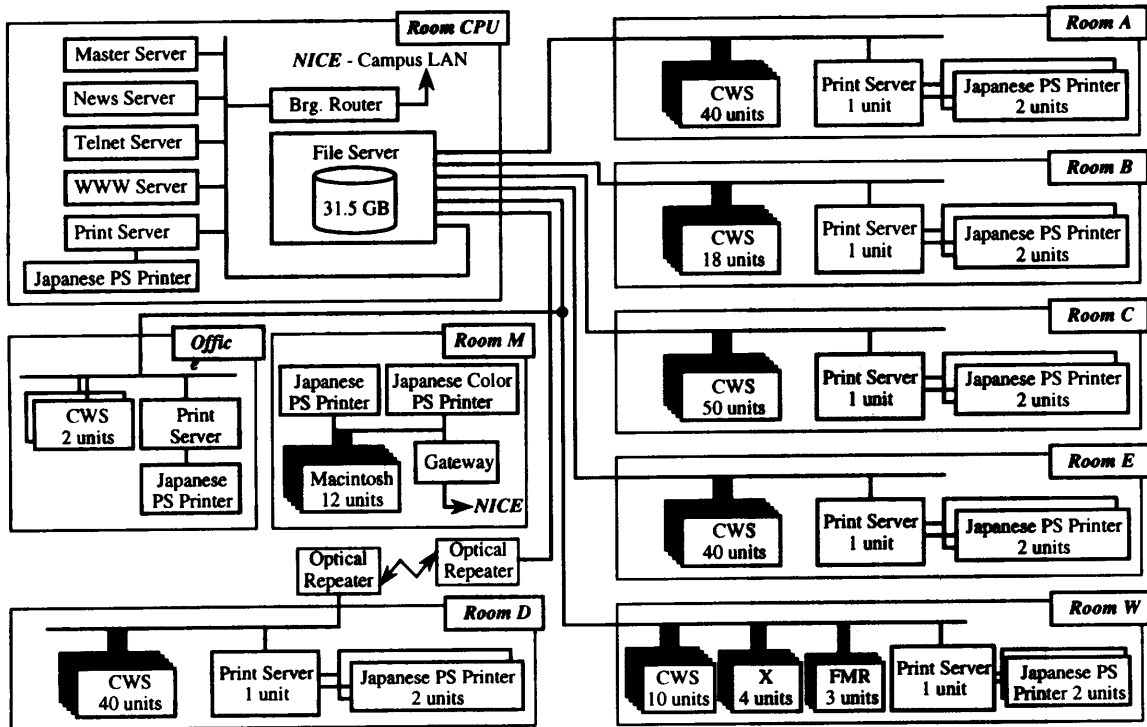 Room CPU
Master Server
News Server
Telnet Server
WWW Server
Print Server
Japanese PS Printer
NICE - Campus LAN
Brg. Router
File Server
31.5 GB
Room A
CWS
40 units
Print Server
1 unit
Japanese PS Printer
2 units
Room B
CWS
18 units
Print Server
1 unit
Japanese PS Printer
2 units
Room C
CWS
50 units
Print Server
1 unit
Japanese PS Printer
2 units
Room E
CWS
40 units
Print Server
1 unit
Japanese PS Printer
2 units
Room W
CWS
10 units
X
4 units
FMR
3 units
Print Server
1 unit
Japanese PS
Printer 2 units
Offic
e
CWS
2 units
Print
Server
Japanese
PS Printer
Room M
Japanese
PS Printer
Japanese Color
PS Printer
Macintosh
12 units
Gateway
NICE
Optical
Repeater
Optical
Repeater
Room D
CWS
40 units
Print Server
1 unit
Japanese PS Printer
2 units